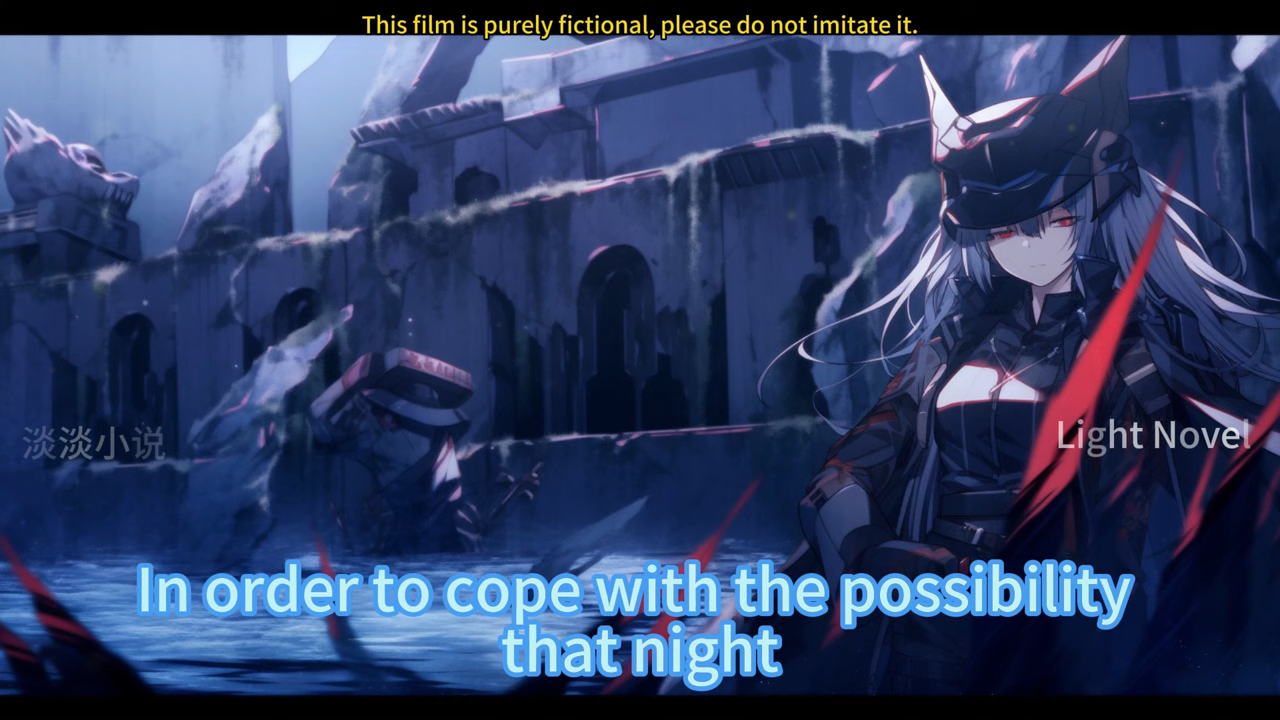 This film is purely fictional, please do not imitate it.
淡淡小说
Light Novel
In order to cope with the possibility
that night